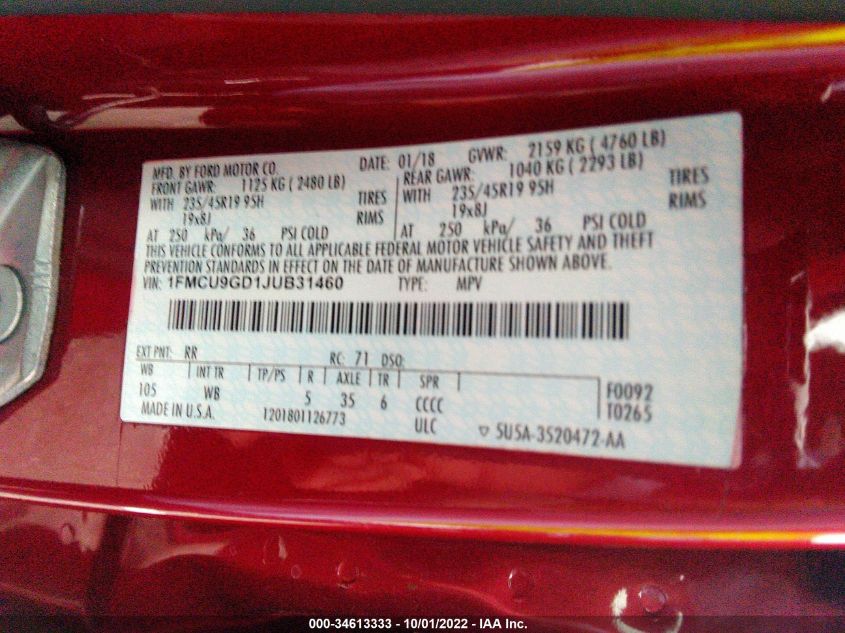 MFD. BY FORD MOTOR CO. DATE: 01/18 GVWR: 2159 KG ( 4760 LB)
FRONT GAWR: 1125 KG ( 2480 LB) REAR GAWR: 1040 KG ( 2293 LB)
WITH 235/45R19 95H TIRES WITH 235/45R19 95H TIRES
19x8J RIMS 19x8J RIMS
AT 250 kPa/ 36 PSI COLD AT 250 kPa/ 36 PSI COLD
THIS VEHICLE CONFORMS TO ALL APPLICABLE FEDERAL MOTOR VEHICLE SAFETY AND THEFT
PREVENTION STANDARDS IN EFFECT ON THE DATE OF MANUFACTURE SHOWN ABOVE.
VIN: 1FMCU9GD1JUB31460 TYPE: MPV
EXT PNT: RR RC: 71 DSO:
WB INT TR TP/PS R AXLE TR SPR
105 WB 5 35 6 CCCC
F0092
T0265
MADE IN U.S.A. 1201801126773 ULC
5U5A-3520472-AA
000-34613333 - 10/01/2022 - IAA Inc.